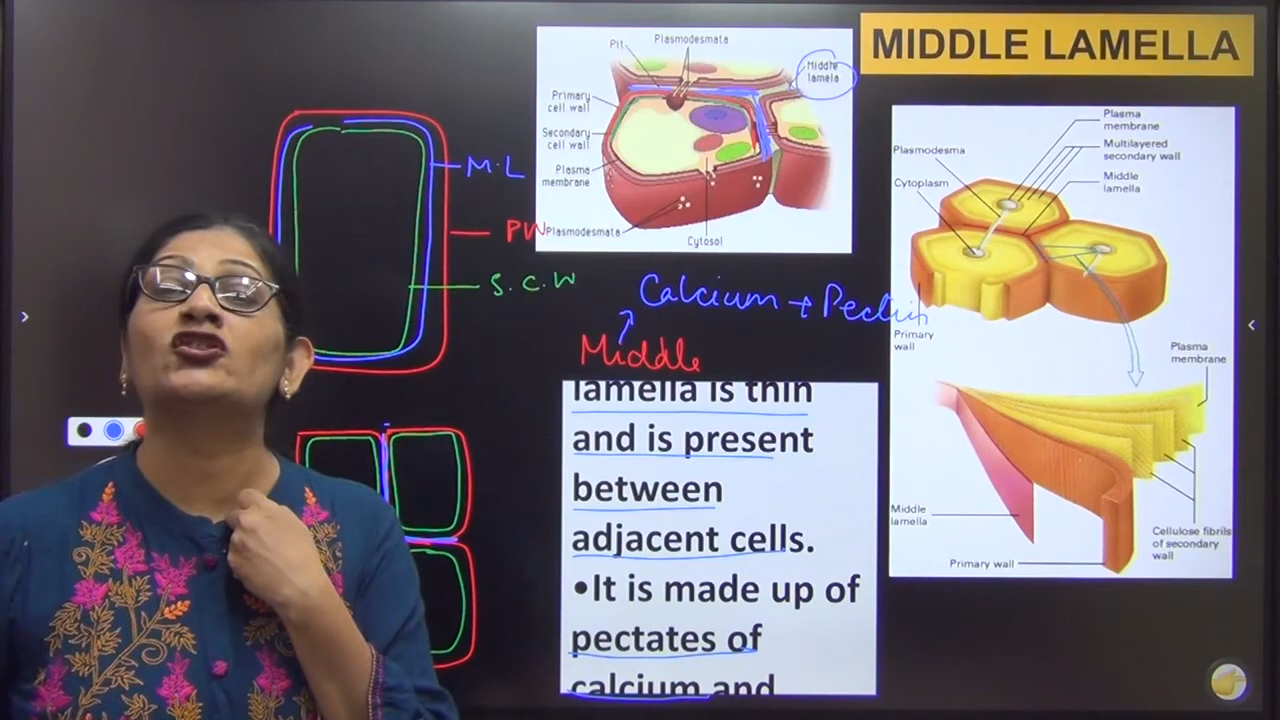 MIDDLE LAMELLA
Pit
Plasmodesmata
Middle
lamela
Primary
cell wall
Secondary
cell wall
Plasma
membrane
Plasmodesmata
Cytosol
M.L
PW
S.C.W
Calcium + Pectin
Middle
lamella is thin
and is present
between
adjacent cells.
•It is made up of
pectates of
calcium and
Plasma
membrane
Plasmodesma
Multilayered
secondary wall
Cytoplasm
Middle
lamella
Primary
wall
Plasma
membrane
Middle
lamella
Cellulose fibrils
of secondary
wall
Primary wall